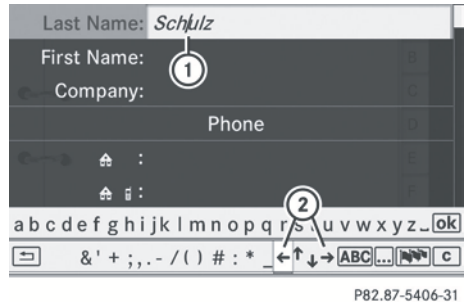 Last Name: Schulz
1
First Name:
Company:
Phone
:
:
2
a b c d e f g h i j k l m n o p q r s u v w x y z _ ok
& ' + ; , . - / ( ) # : * _ ← ↑ ↓ → ABC ... c
P82.87-5406-31